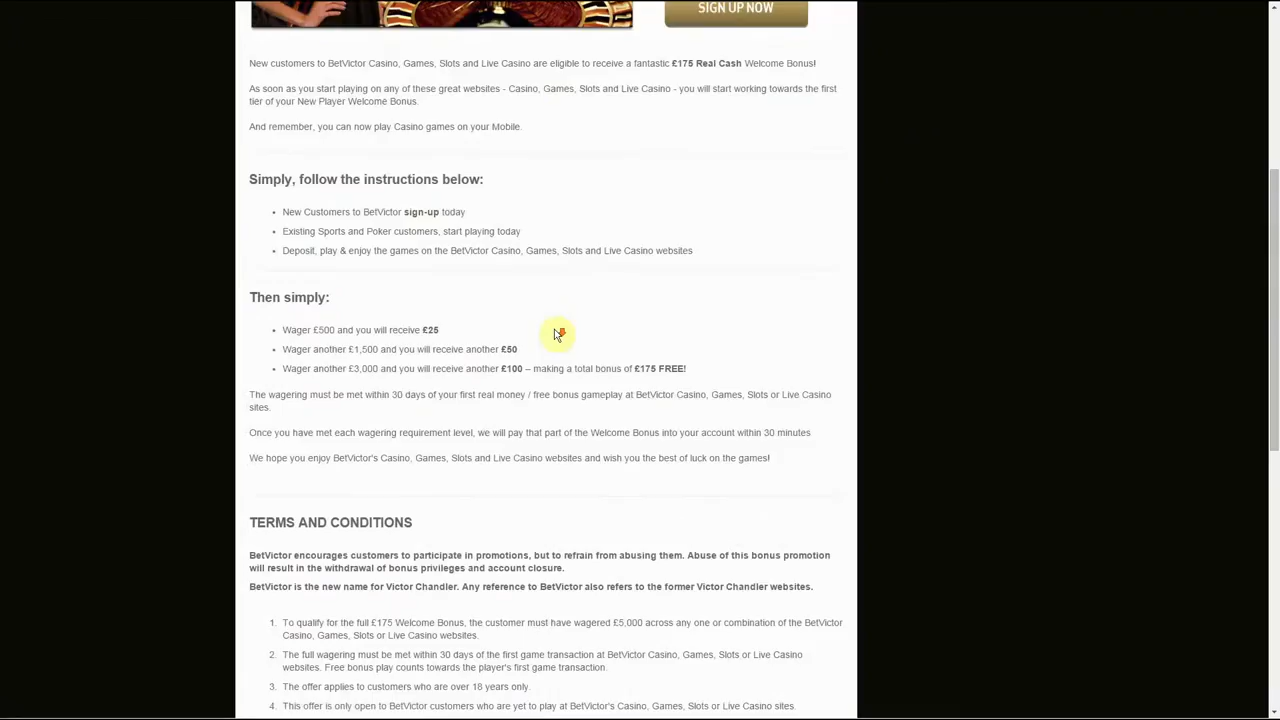 SIGN UP NOW
New customers to BetVictor Casino, Games, Slots and Live Casino are eligible to receive a fantastic £175 Real Cash Welcome Bonus!
As soon as you start playing on any of these great websites - Casino, Games, Slots and Live Casino - you will start working towards the first
tier of your New Player Welcome Bonus.
And remember, you can now play Casino games on your Mobile.
Simply, follow the instructions below:
• New Customers to BetVictor sign-up today
• Existing Sports and Poker customers, start playing today
• Deposit, play & enjoy the games on the BetVictor Casino, Games, Slots and Live Casino websites
Then simply:
• Wager £500 and you will receive £25
• Wager another £1,500 and you will receive another £50
• Wager another £3,000 and you will receive another £100 – making a total bonus of £175 FREE!
The wagering must be met within 30 days of your first real money / free bonus gameplay at BetVictor Casino, Games, Slots or Live Casino
sites.
Once you have met each wagering requirement level, we will pay that part of the Welcome Bonus into your account within 30 minutes
We hope you enjoy BetVictor's Casino, Games, Slots and Live Casino websites and wish you the best of luck on the games!
TERMS AND CONDITIONS
BetVictor encourages customers to participate in promotions, but to refrain from abusing them. Abuse of this bonus promotion
will result in the withdrawal of bonus privileges and account closure.
BetVictor is the new name for Victor Chandler. Any reference to BetVictor also refers to the former Victor Chandler websites.
1. To qualify for the full £175 Welcome Bonus, the customer must have wagered £5,000 across any one or combination of the BetVictor
Casino, Games, Slots or Live Casino websites.
2. The full wagering must be met within 30 days of the first game transaction at BetVictor Casino, Games, Slots or Live Casino
websites. Free bonus play counts towards the player's first game transaction.
3. The offer applies to customers who are over 18 years only.
4. This offer is only open to BetVictor customers who are yet to play at BetVictor's Casino, Games, Slots or Live Casino sites.